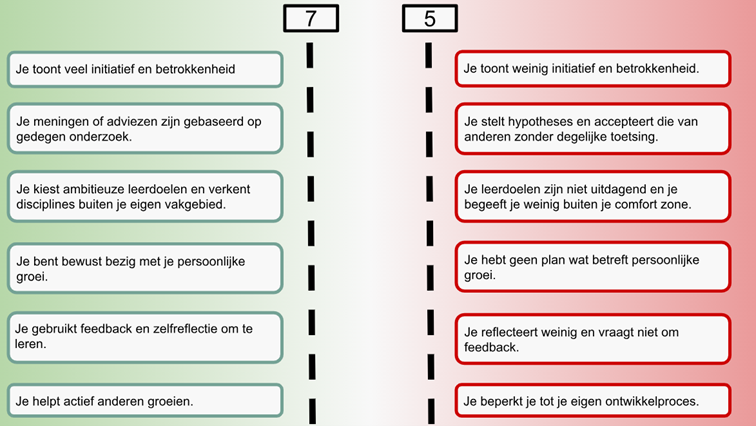 7
5
Je toont veel initiatief en betrokkenheid
Je toont weinig initiatief en betrokkenheid.
Je meningen of adviezen zijn gebaseerd op
gedegen onderzoek.
Je stelt hypotheses en accepteert die van
anderen zonder degelijke toetsing.
Je kiest ambitieuze leerdoelen en verkent
disciplines buiten je eigen vakgebied.
Je leerdoelen zijn niet uitdagend en je
begeeft je weinig buiten je comfort zone.
Je bent bewust bezig met je persoonlijke
groei.
Je hebt geen plan wat betreft persoonlijke
groei.
Je gebruikt feedback en zelfreflectie om te
leren.
Je reflecteert weinig en vraagt niet om
feedback.
Je helpt actief anderen groeien.
Je beperkt je tot je eigen ontwikkelproces.